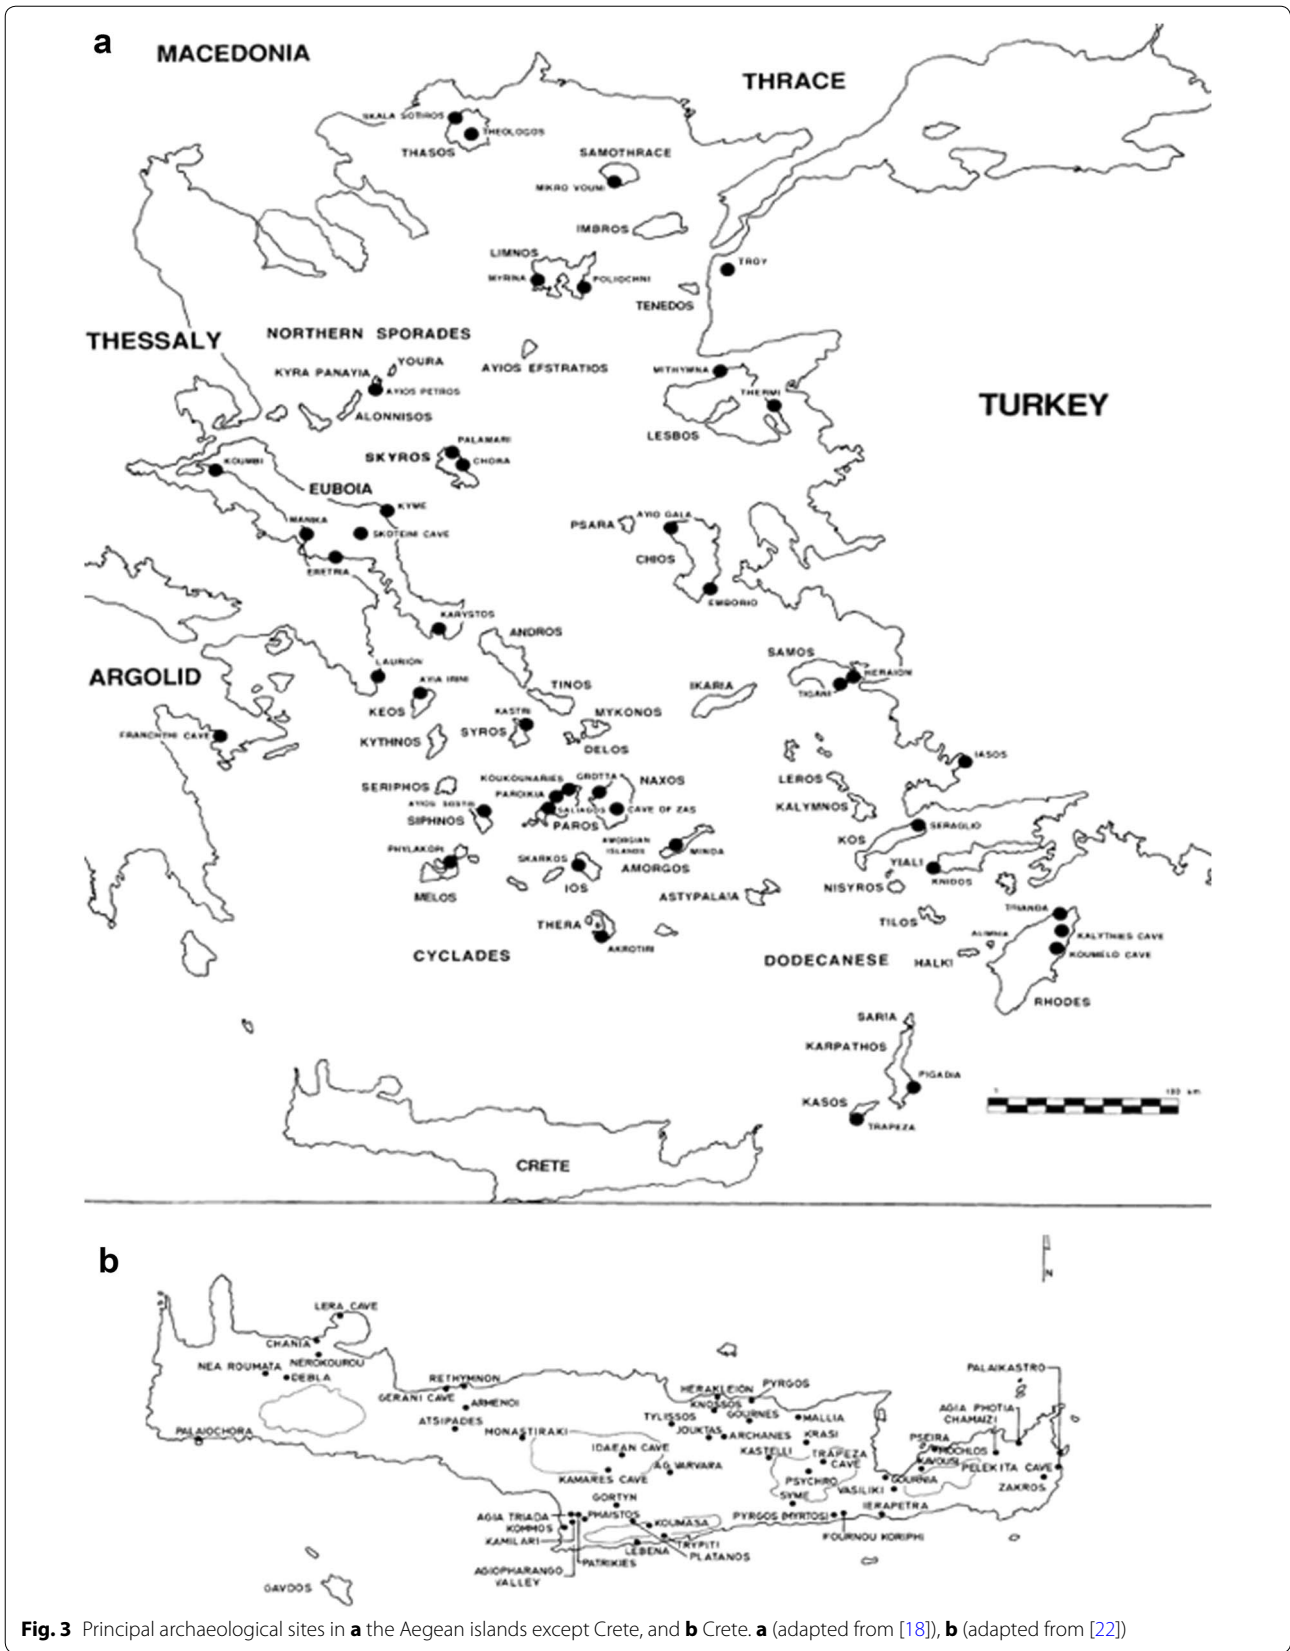 a
MACEDONIA
THRACE
SKALA SOTIROS
THEOLOGOS
THASOS
SAMOTHRACE
MIKRO VOUNI
IMBROS
LIMNOS
MYRINA
POLIOCHNI
TROY
TENEDOS
THESSALY
NORTHERN SPORADES
YOURA
KYRA PANAYIA
AYIOS EFSTRATIOS
AYIOS PETROS
ALONNISOS
MITHYMNA
THERMI
LESBOS
TURKEY
PALAMARI
SKYROS
CHORA
KOUMBI
EUBOIA
KYME
MANIKA
SKOTEINI CAVE
ERETRIA
PSARA
AYIO GALA
CHIOS
EMBORIO
KARYSTOS
ANDROS
ARGOLID
LAURION
AYIA IRINI
KEOS
TINOS
SAMOS
HERAION
TIGANI
IKARIA
FRANCHTHI CAVE
KYTHNOS
KASTRI
SYROS
MYKONOS
DELOS
IASOS
SERIPHOS
KOUKOUNARIES
GROTTA
NAXOS
LEROS
PAROIKIA
AYIOS SOSTIS
SIPHNOS
SALIAGOS
CAVE OF ZAS
PAROS
KALYMNOS
SERAGLIO
KOS
PHYLAKOPI
SKARKOS
AMORGIAN
ISLANDS
MINOA
AMORGOS
YIALI
KNIDOS
MELOS
IOS
ASTYPALAIA
NISYROS
THERA
AKROTIRI
TILOS
TRIANDA
ALIMNIA
KALYTHIES CAVE
KOUMELO CAVE
CYCLADES
DODECANESE
HALKI
RHODES
SARIA
KARPATHOS
PIGADIA
KASOS
TRAPEZA
CRETE
b
N
LERA CAVE
CHANIA
NEROKOUROU
NEA ROUMATA
DEBLA
PALAIOCHORA
RETHYMNON
GERANI CAVE
ARMENOI
ATSIPADES
MONASTIRAKI
HERAKLEION
PYRGOS
KNOSSOS
GOURNES
TYLISSOS
MALLIA
JOUKTAS
ARCHANES
KRASI
IDAEAN CAVE
KASTELLI
TRAPEZA
CAVE
KAMARES CAVE
AG. VARVARA
PSYCHRO
SYME
PALAIKASTRO
AGIA PHOTIA
CHAMAIZI
PSEIRA
MOCHLOS
KAVOUSI
PELEKITA CAVE
GOURNIA
ZAKROS
VASILIKI
IERAPETRA
GORTYN
AGIA TRIADA
PHAISTOS
KOUMASA
PYRGOS (MYRTOS)
KOMMOS
FOURNOU KORIPHI
KAMILARI
TRYPITI
LEBENA
PLATANOS
PATRIKIES
AGIOPHARANGO
VALLEY
GAVDOS
Fig. 3 Principal archaeological sites in a the Aegean islands except Crete, and b Crete. a (adapted from [18]), b (adapted from [22])